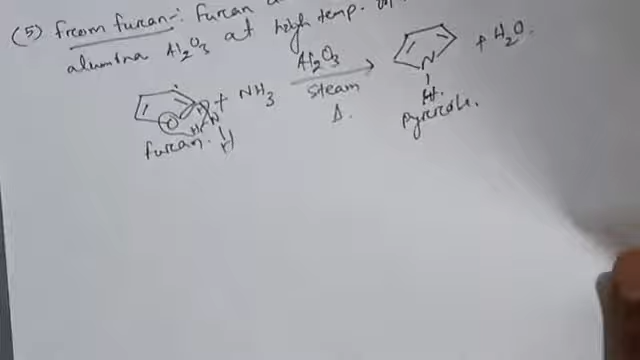 (5) From furan:- Furan
alumina Al2O3 at high temp.
+ NH3 Al2O3 steam Δ. N H + H2O.
furan. O H N H Pyrrole.